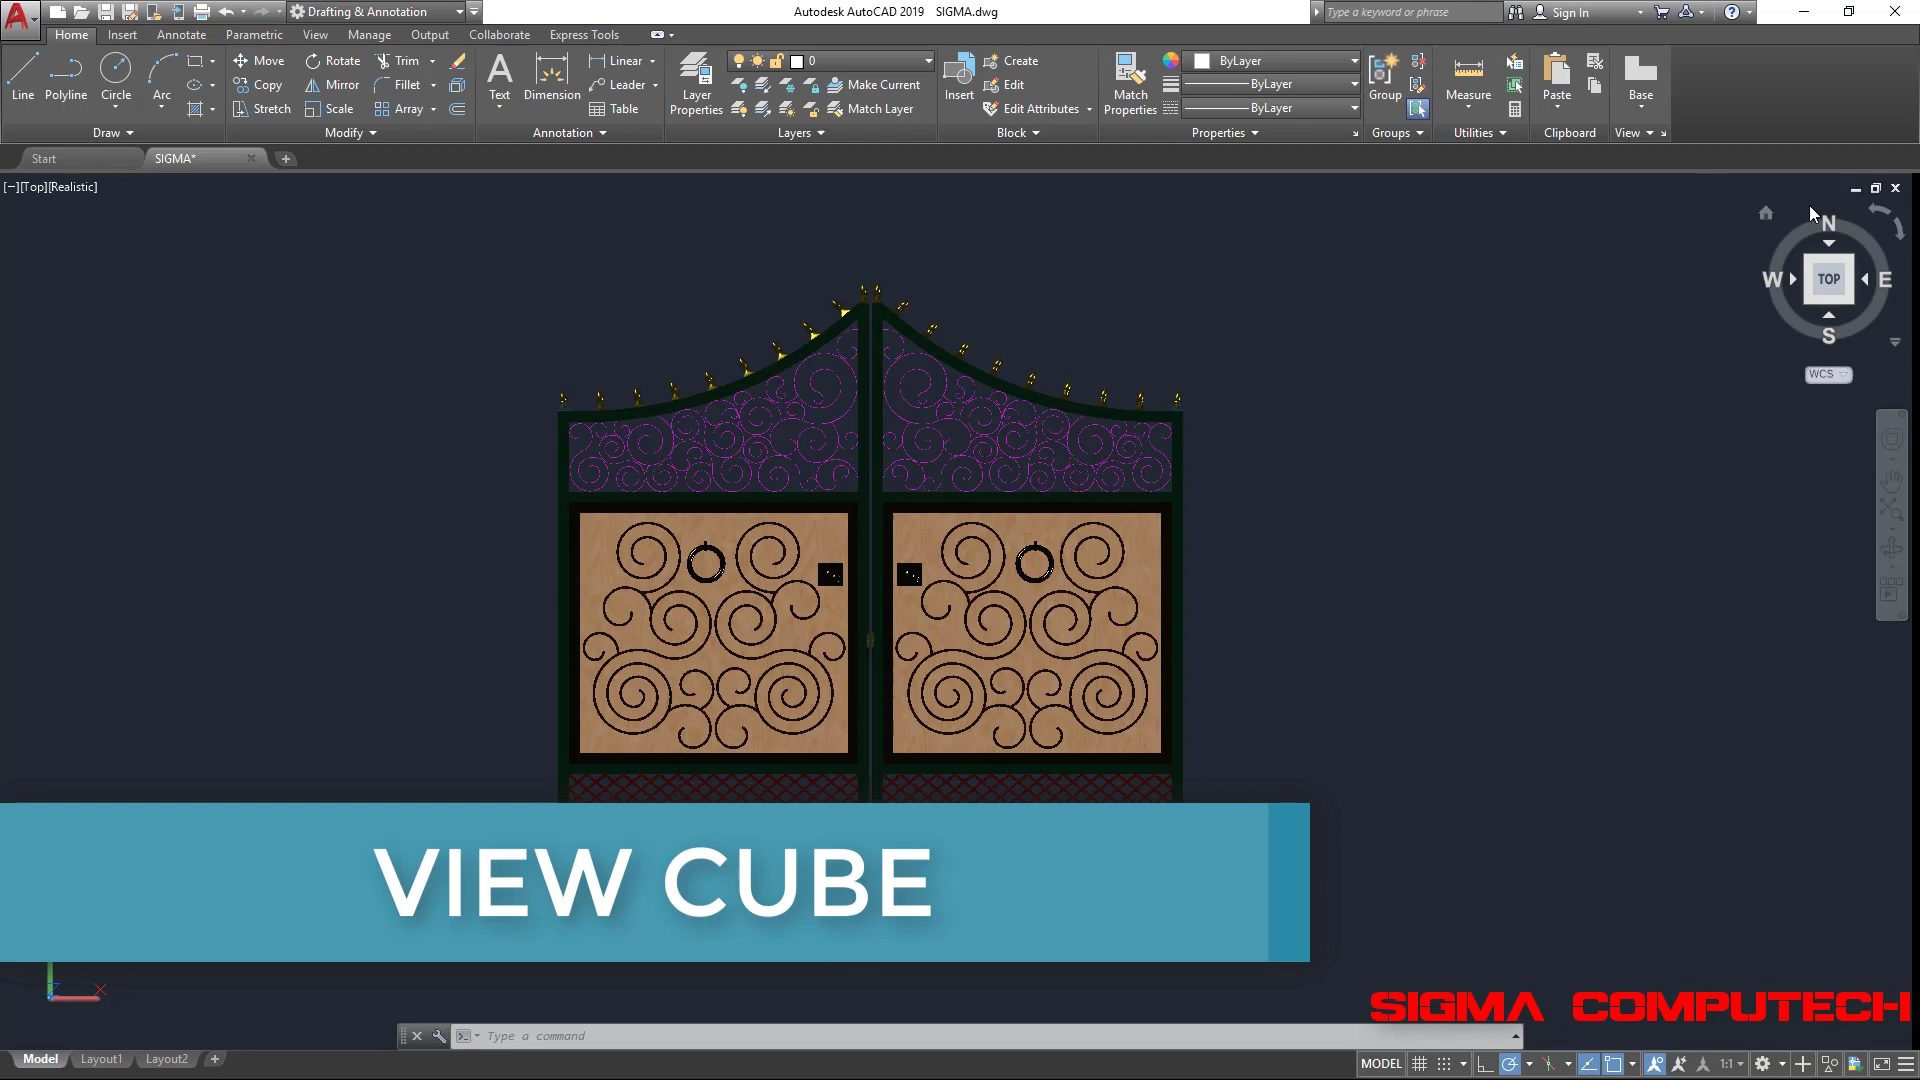 Drafting & Annotation
Autodesk AutoCAD 2019 SIGMA.dwg
Type a keyword or phrase
Sign In
Home Insert Annotate Parametric View Manage Output Collaborate Express Tools
Line Polyline Circle Arc
Move Rotate Trim
Copy Mirror Fillet
Stretch Scale Array
Text Dimension
Linear
Leader
Table
Layer Properties
0
Make Current
Match Layer
Insert
Create
Edit
Edit Attributes
Match Properties
ByLayer
ByLayer
ByLayer
Group
Measure
Paste
Base
Draw Modify Annotation Layers Block Properties Groups Utilities Clipboard View
Start SIGMA*
[−][Top][Realistic]
N
W TOP E
S
WCS
VIEW CUBE
X
SIGMA COMPUTECH
Type a command
Model Layout1 Layout2
MODEL 1:1